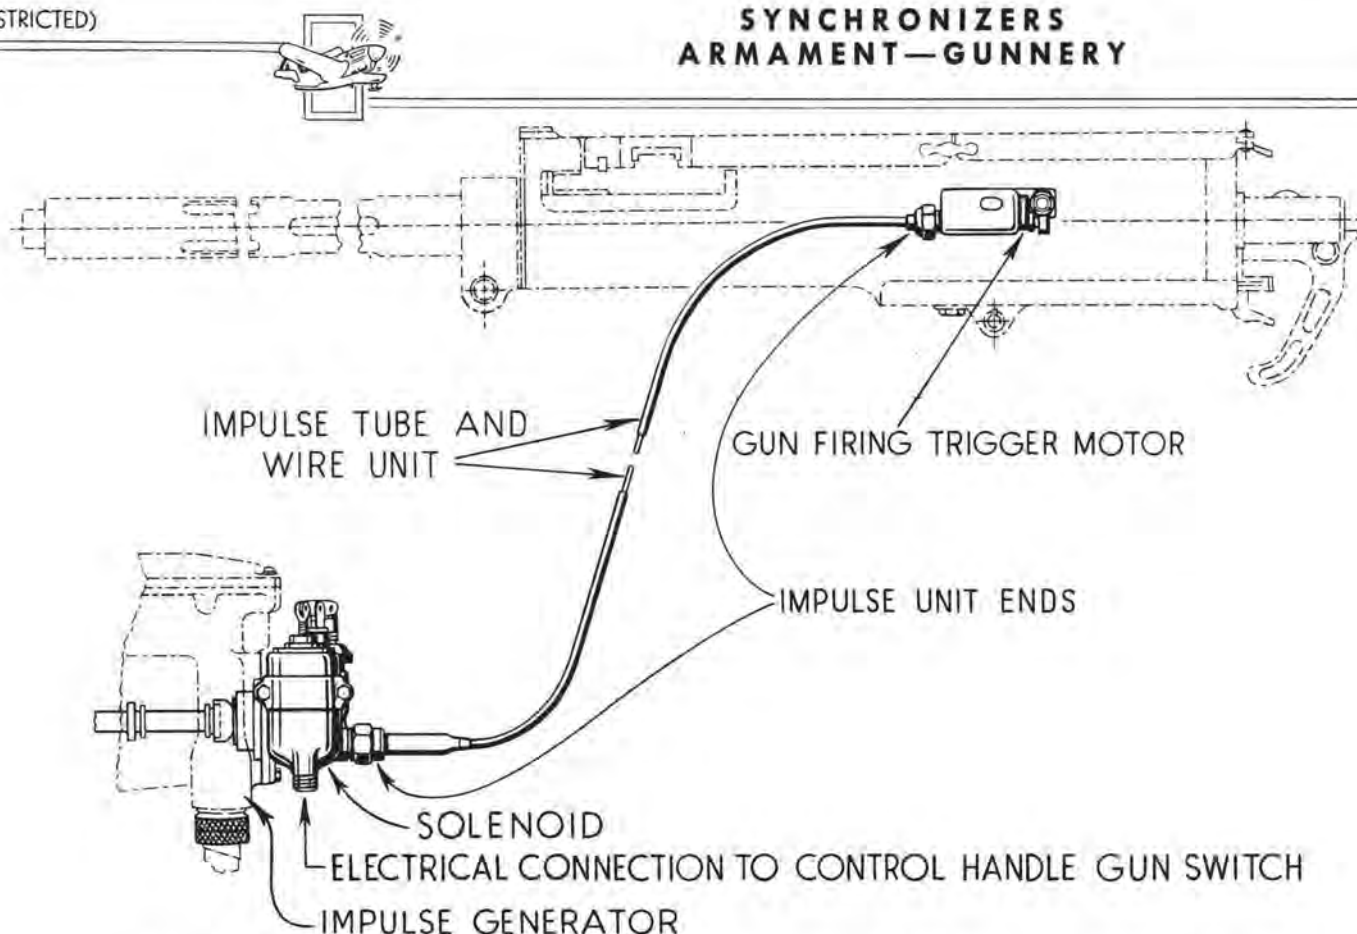 STRICTED)
SYNCHRONIZERS
ARMAMENT—GUNNERY
IMPULSE TUBE AND
WIRE UNIT
GUN FIRING TRIGGER MOTOR
IMPULSE UNIT ENDS
SOLENOID
ELECTRICAL CONNECTION TO CONTROL HANDLE GUN SWITCH
IMPULSE GENERATOR